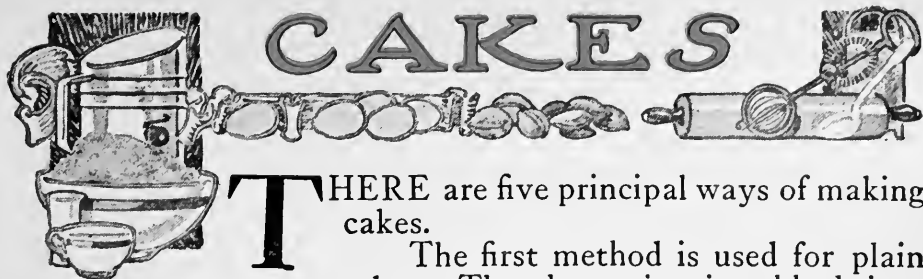 CAKES
THERE are five principal ways of making
cakes.
The first method is used for plain